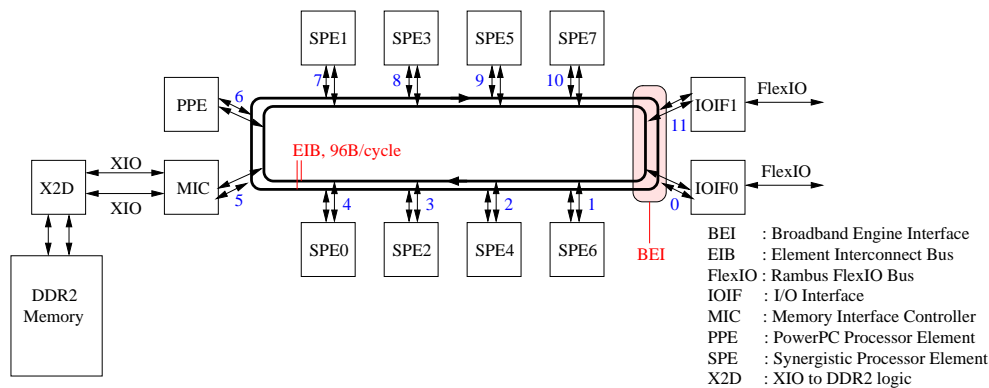 SPE1 SPE3 SPE5 SPE7
7 8 9 10
FlexIO
PPE 6 IOIF1
11
EIB, 96B/cycle
XIO
X2D MIC FlexIO
IOIF0
XIO 5 4 3 2 1 0
SPE0 SPE2 SPE4 SPE6 BEI
DDR2
Memory
BEI : Broadband Engine Interface
EIB : Element Interconnect Bus
FlexIO : Rambus FlexIO Bus
IOIF : I/O Interface
MIC : Memory Interface Controller
PPE : PowerPC Processor Element
SPE : Synergistic Processor Element
X2D : XIO to DDR2 logic